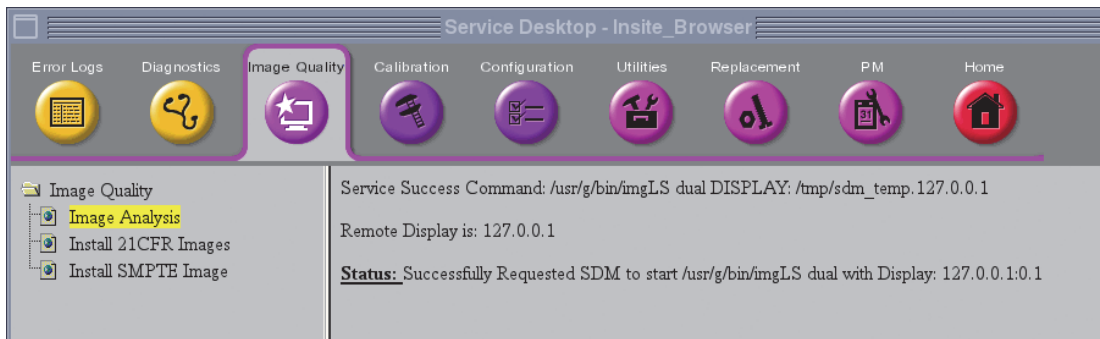 Service Desktop - Insite_Browser
Error Logs
Diagnostics
Image Quality
Calibration
Configuration
Utilities
Replacement
PM
Home
31
Image Quality
Image Analysis
Install 21CFR Images
Install SMPTE Image
Service Success Command: /usr/g/bin/imgLS dual DISPLAY: /tmp/sdm_temp.127.0.0.1
Remote Display is: 127.0.0.1
Status: Successfully Requested SDM to start /usr/g/bin/imgLS dual with Display: 127.0.0.1:0.1